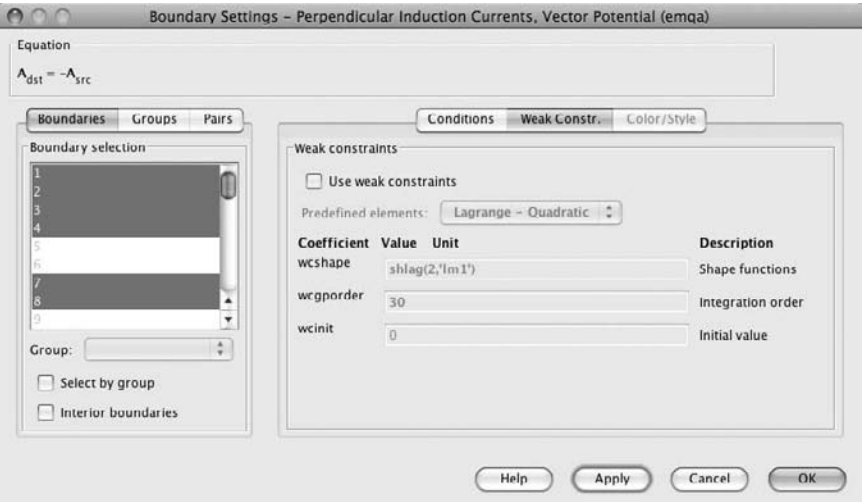 Boundary Settings – Perpendicular Induction Currents, Vector Potential (emqa)
Equation
A_dst = -A_src
Boundaries Groups Pairs
Conditions Weak Constr. Color/Style
Boundary selection
Weak constraints
1
2
3
4
5
6
7
8
9
Use weak constraints
Predefined elements: Lagrange – Quadratic
Coefficient Value Unit Description
wcshape shlag(2,'lm1') Shape functions
wcgporder 30 Integration order
wcinit 0 Initial value
Group:
Select by group
Interior boundaries
Help Apply Cancel OK